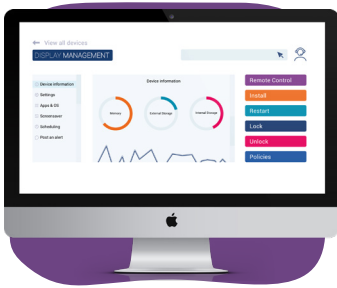 View all devices
DISPLAY MANAGEMENT
Device information
Settings
Apps & OS
Screensaver
Scheduling
Post an alert
Device information
Memory
External Storage
Internal Storage
Remote Control
Install
Restart
Lock
Unlock
Policies